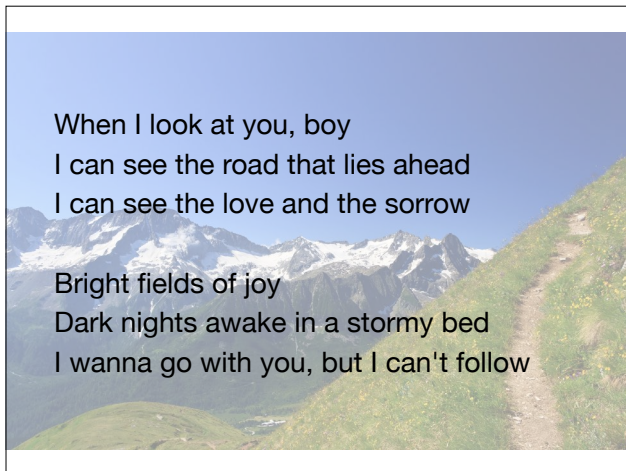 When I look at you, boy
I can see the road that lies ahead
I can see the love and the sorrow
Bright fields of joy
Dark nights awake in a stormy bed
I wanna go with you, but I can't follow